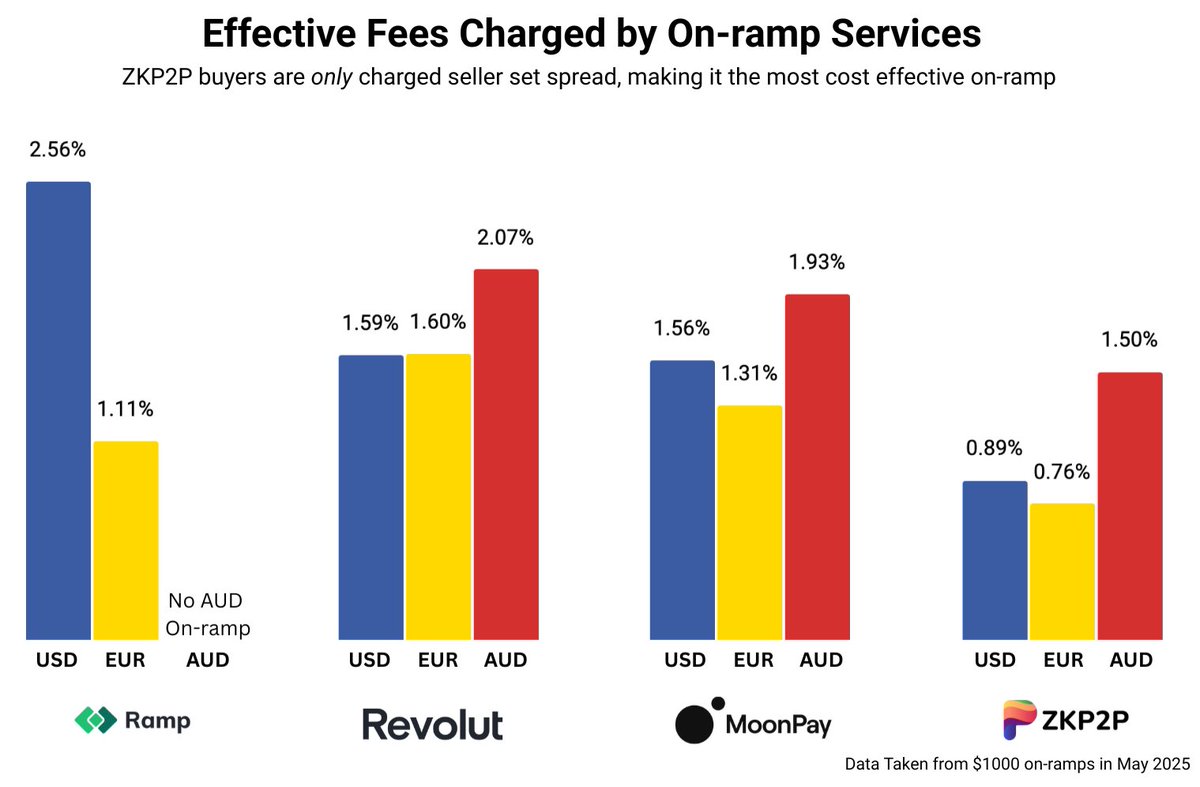 Effective Fees Charged by On-ramp Services
ZKP2P buyers are only charged seller set spread, making it the most cost effective on-ramp
2.56%
1.11%
No AUD
On-ramp
USD EUR AUD
Ramp
1.59% 1.60% 2.07%
USD EUR AUD
Revolut
1.56% 1.31% 1.93%
USD EUR AUD
MoonPay
0.89% 0.76% 1.50%
USD EUR AUD
ZKP2P
Data Taken from $1000 on-ramps in May 2025